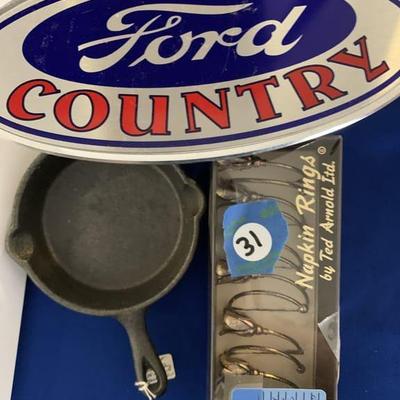 Ford
COUNTRY
31
Napkin Rings®
by Ted Arnold Ltd.